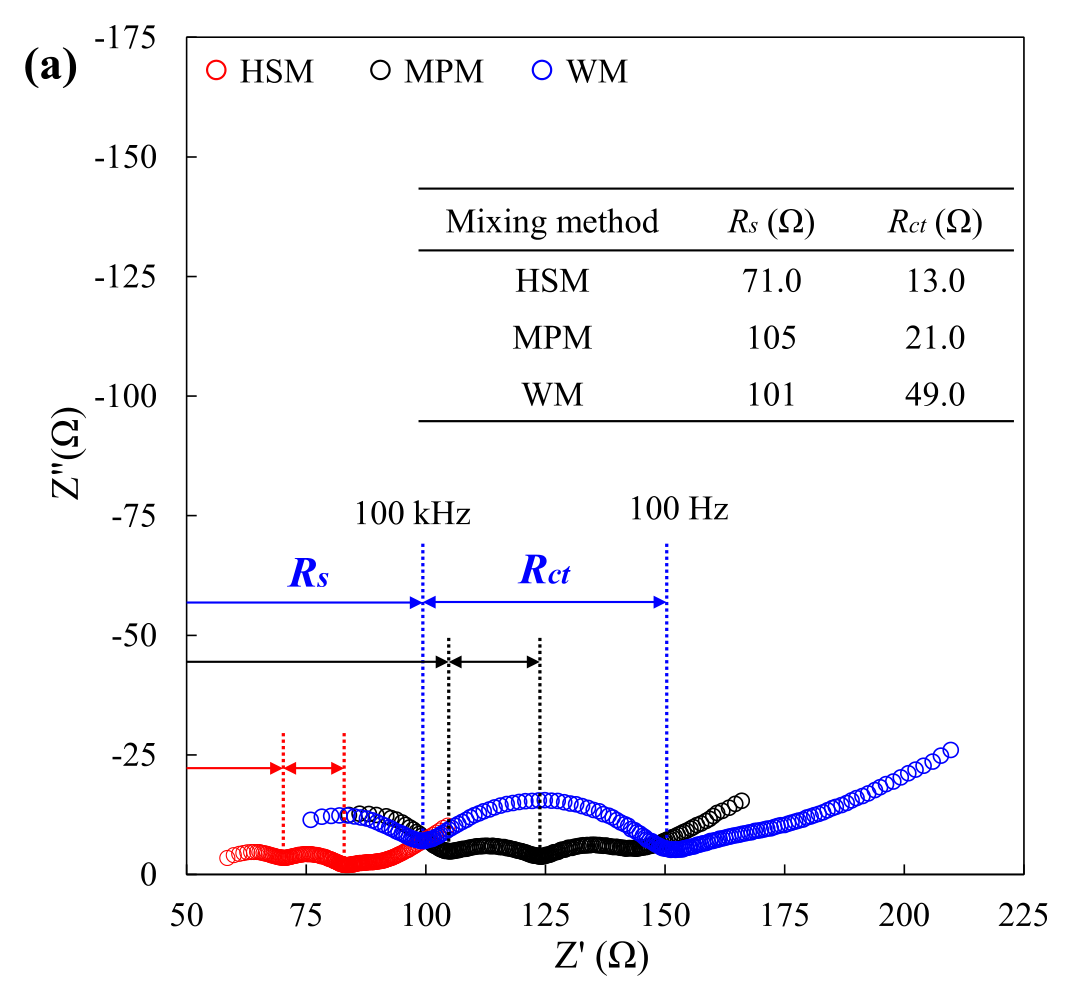 (a)
HSM MPM WM
Mixing method Rs (Ω) Rct (Ω)
HSM 71.0 13.0
MPM 105 21.0
WM 101 49.0
100 kHz 100 Hz
Rs Rct
-175
-150
-125
-100
-75
-50
-25
0
Z"(Ω)
50 75 100 125 150 175 200 225
Z' (Ω)